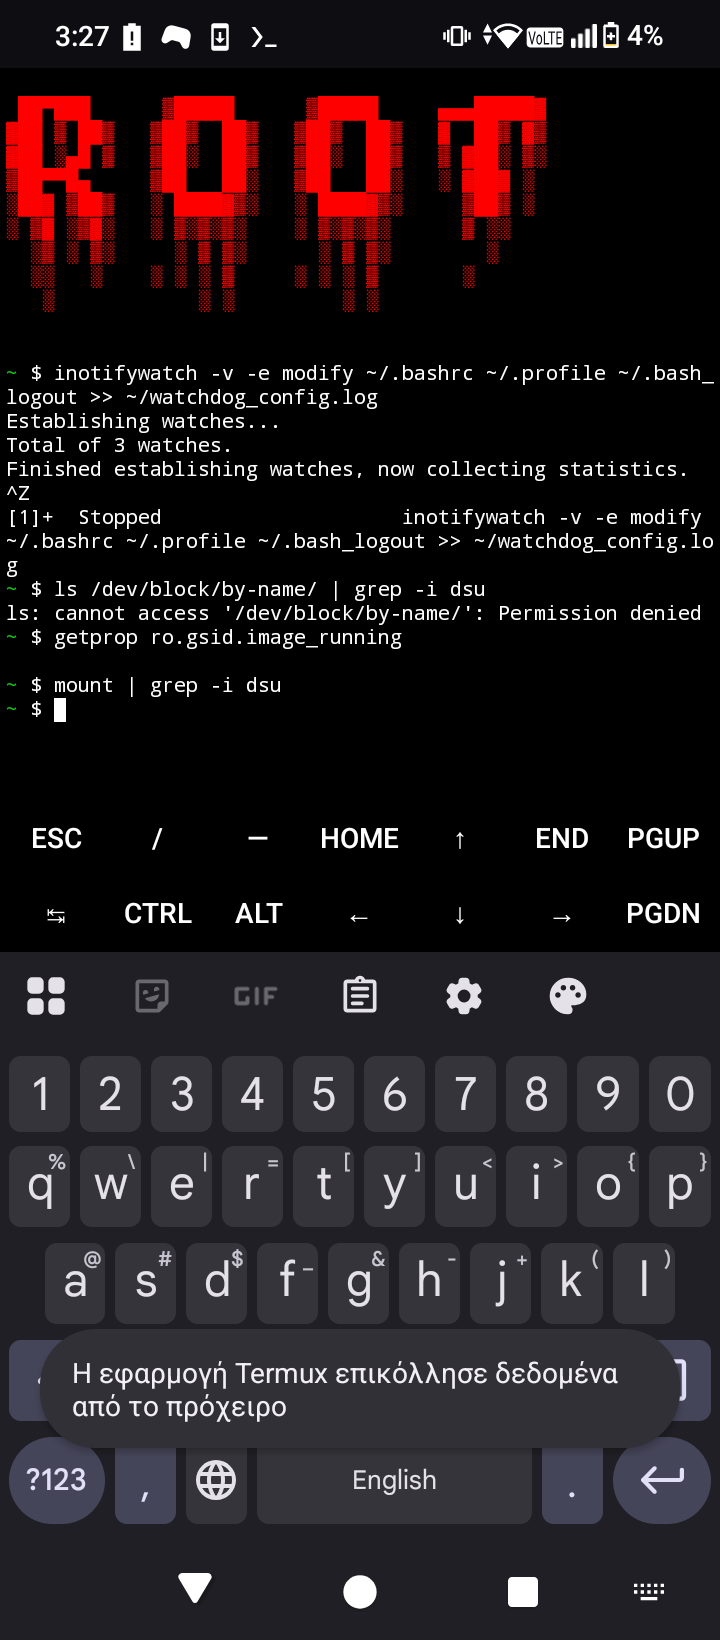 3:27
VoLTE
4%
ROOT
~ $ inotifywatch -v -e modify ~/.bashrc ~/.profile ~/.bash_
logout >> ~/watchdog_config.log
Establishing watches...
Total of 3 watches.
Finished establishing watches, now collecting statistics.
^Z
[1]+  Stopped                    inotifywatch -v -e modify
~/.bashrc ~/.profile ~/.bash_logout >> ~/watchdog_config.lo
g
~ $ ls /dev/block/by-name/ | grep -i dsu
ls: cannot access '/dev/block/by-name/': Permission denied
~ $ getprop ro.gsid.image_running
~ $ mount | grep -i dsu
~ $
ESC / — HOME ↑ END PGUP
↹ CTRL ALT ← ↓ → PGDN
GIF
1 2 3 4 5 6 7 8 9 0
q % w \ e | r = t [ y ] u < i > o { p }
a @ s # d $ f _ g & h - j + k ( l )
Η εφαρμογή Termux επικόλλησε δεδομένα
από το πρόχειρο
?123 , English .